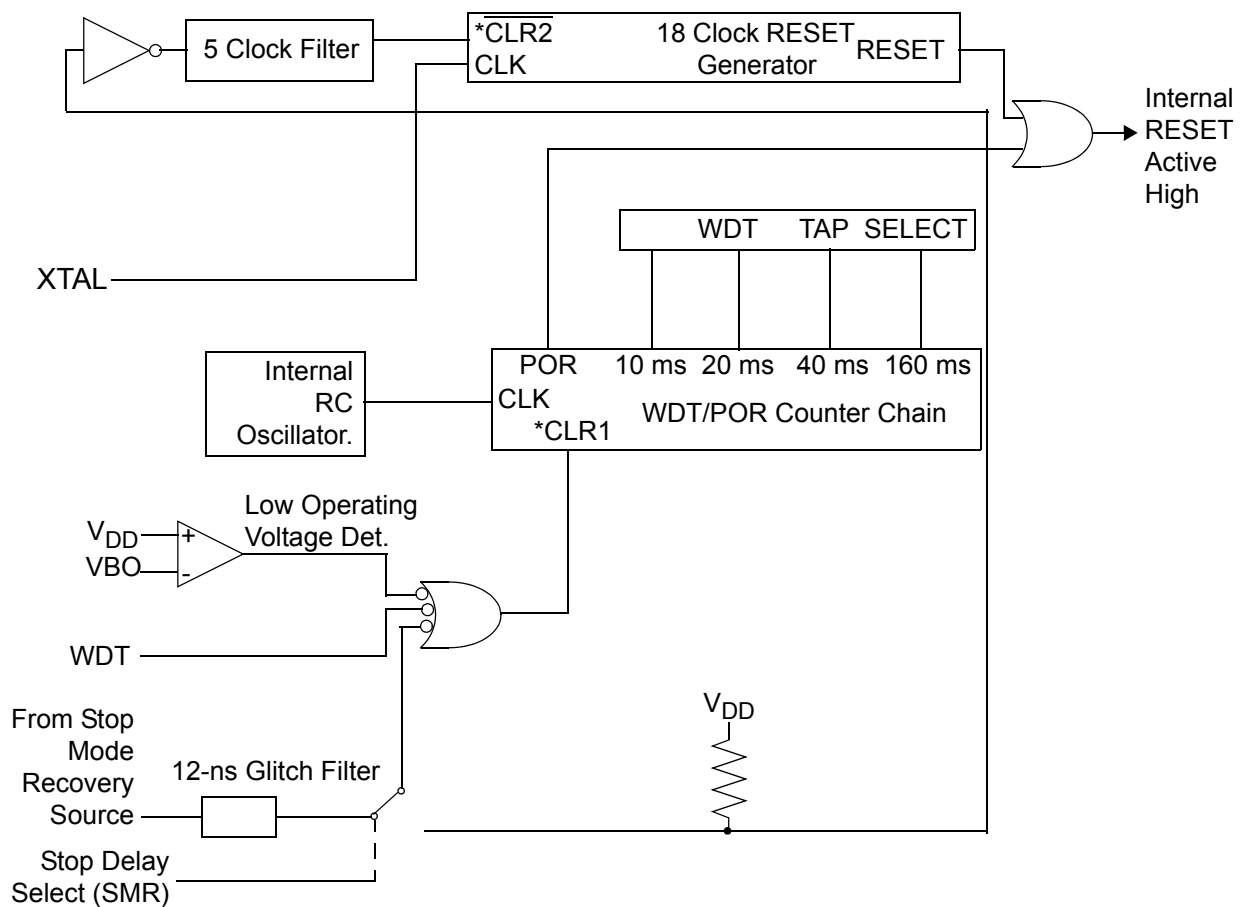 5 Clock Filter
*CLR2
CLK
18 Clock RESET
Generator
RESET
Internal
RESET
Active
High
WDT TAP SELECT
XTAL
POR 10 ms 20 ms 40 ms 160 ms
CLK
*CLR1
WDT/POR Counter Chain
Internal
RC
Oscillator.
Low Operating
Voltage Det.
VDD
+
VBO
-
WDT
From Stop
Mode
Recovery
Source
12-ns Glitch Filter
VDD
Stop Delay
Select (SMR)